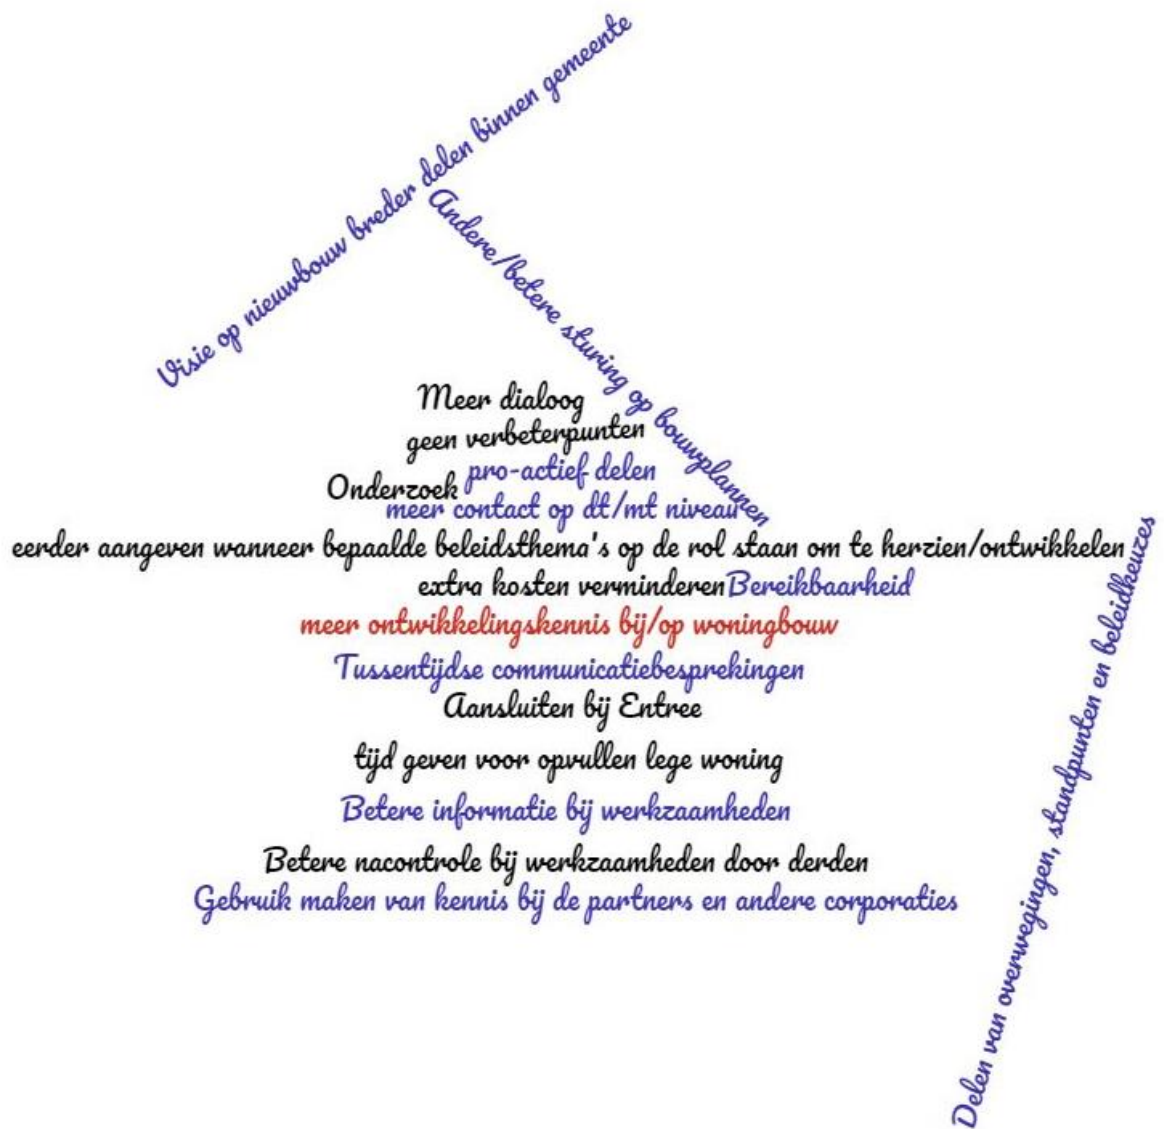 Visie op nieuwbouw breder delen binnen gemeente
Andere/betere sturing op bouwplannen
Meer dialoog
geen verbeterpunten
pro-actief delen
Onderzoek
meer contact op dt/mt niveau
eerder aangeven wanneer bepaalde beleidsthema's op de rol staan om te herzien/ontwikkelen
extra kosten verminderen
Bereikbaarheid
meer ontwikkelingskennis bij/op woningbouw
Tussentijdse communicatiebesprekingen
Aansluiten bij Entree
tijd geven voor opvullen lege woning
Betere informatie bij werkzaamheden
Betere nacontrole bij werkzaamheden door derden
Gebruik maken van kennis bij de partners en andere corporaties
Delen van overwegingen, standpunten en beleidkeuzes